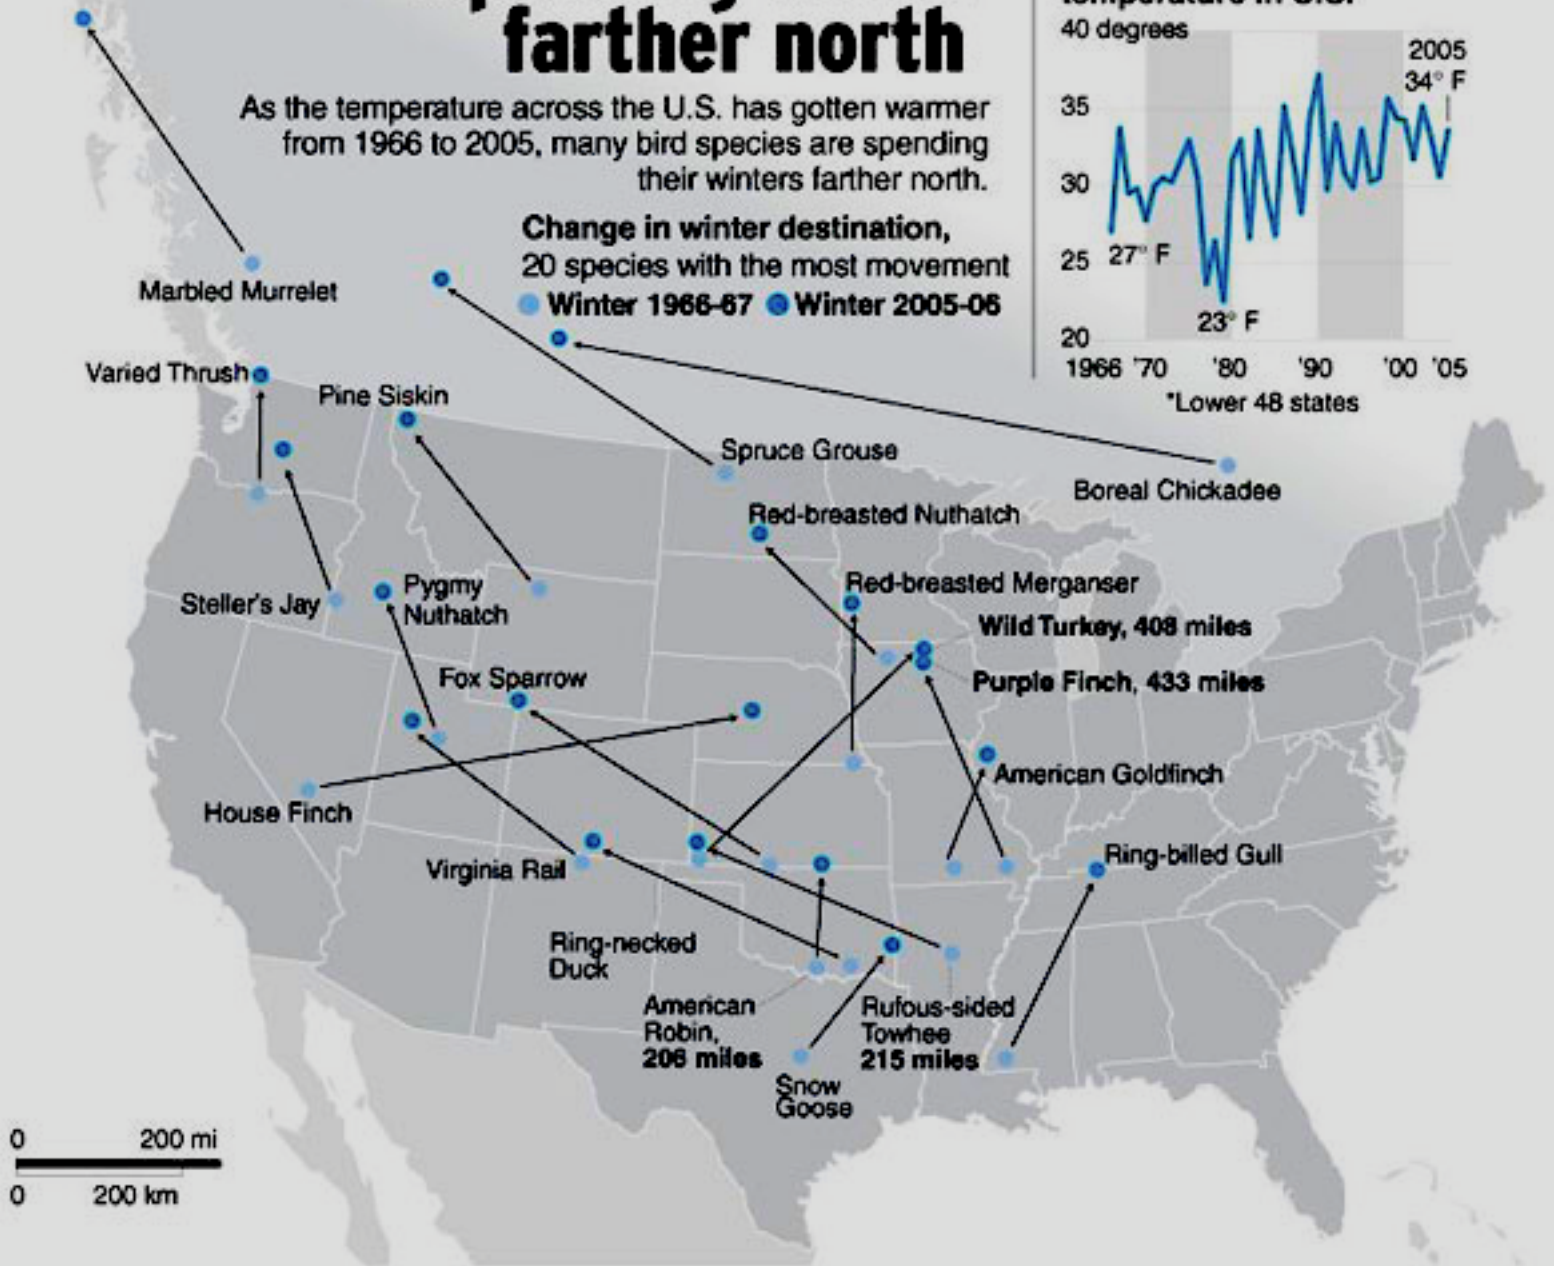 farther north
As the temperature across the U.S. has gotten warmer
from 1966 to 2005, many bird species are spending
their winters farther north.
Change in winter destination,
20 species with the most movement
Winter 1966-67 Winter 2005-06
temperature in U.S.*
40 degrees
2005
34° F
35
30
25
27° F
23° F
20
1966 '70 '80 '90 '00 '05
*Lower 48 states
Marbled Murrelet
Varied Thrush
Pine Siskin
Spruce Grouse
Boreal Chickadee
Red-breasted Nuthatch
Steller's Jay
Pygmy
Nuthatch
Red-breasted Merganser
Wild Turkey, 408 miles
Fox Sparrow
Purple Finch, 433 miles
House Finch
American Goldfinch
Virginia Rail
Ring-billed Gull
Ring-necked
Duck
American
Robin,
206 miles
Rufous-sided
Towhee
215 miles
Snow
Goose
0 200 mi
0 200 km